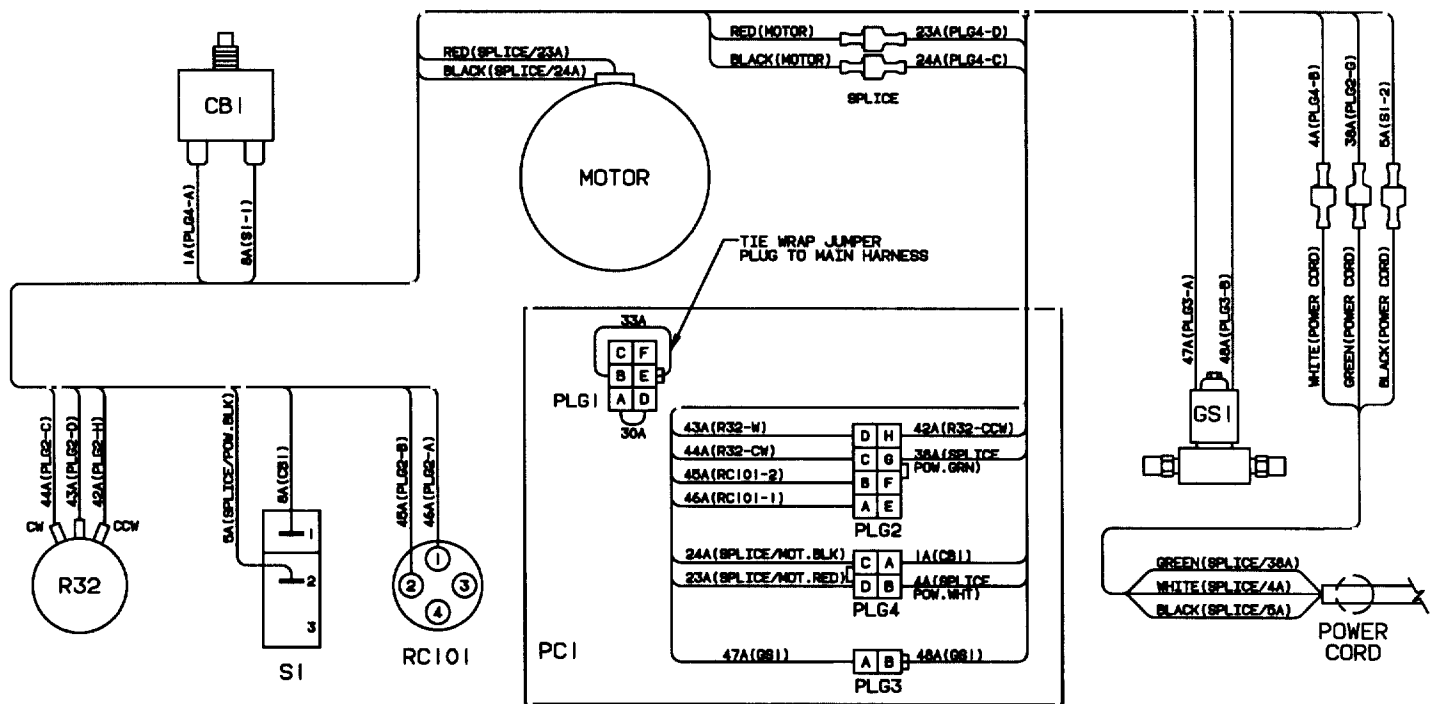 RED(MOTOR)
23A(PLG4-D)
RED(SPLICE/23A)
BLACK(MOTOR)
24A(PLG4-C)
BLACK(SPLICE/24A)
SPLICE
CB1
MOTOR
1A(PLG4-A)
8A(S1-1)
4A(PLG4-B)
38A(PLG2-G)
5A(S1-2)
TIE WRAP JUMPER
PLUG TO MAIN HARNESS
47A(PLG3-A)
48A(PLG3-B)
WHITE(POWER CORD)
GREEN(POWER CORD)
BLACK(POWER CORD)
33A
C F
B E
A D
PLG1
30A
GS1
44A(PLG2-C)
43A(PLG2-D)
42A(PLG2-H)
5A(SPLICE/POW.BLK)
8A(CB1)
45A(PLG2-B)
46A(PLG2-A)
43A(R32-W)
D H
42A(R32-CCW)
44A(R32-CW)
C G
38A(SPLICE
POW.GRN)
45A(RC101-2)
B F
46A(RC101-1)
A E
PLG2
CW
CCW
R32
1
2
3
S1
1
2
3
4
RC101
24A(SPLICE/MOT.BLK)
C A
1A(CB1)
23A(SPLICE/MOT.RED)
D B
4A(SPLICE
POW.WHT)
PLG4
PC1
47A(GS1)
A B
48A(GS1)
PLG3
GREEN(SPLICE/38A)
WHITE(SPLICE/4A)
BLACK(SPLICE/5A)
POWER
CORD